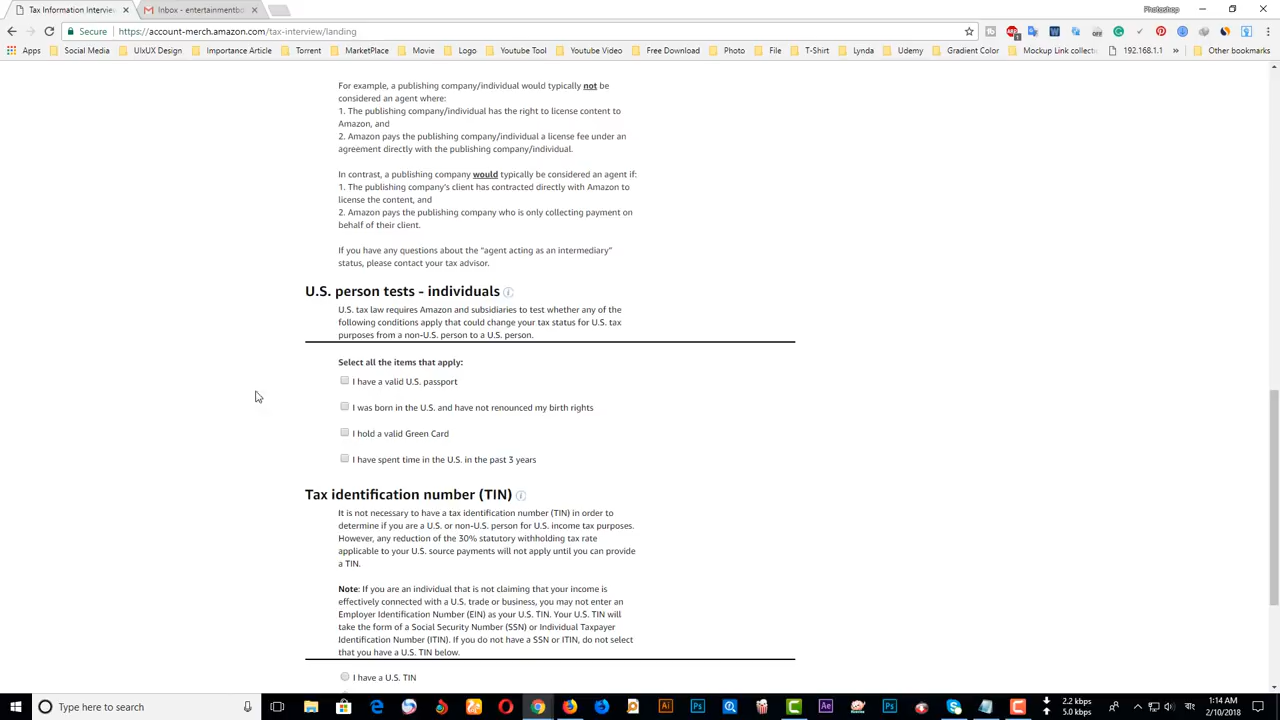 Tax Information Interview
Inbox - entertainmentbo
Photoshop
Secure
https://account-merch.amazon.com/tax-interview/landing
Apps Social Media UIxUX Design Importance Article Torrent MarketPlace Movie Logo Youtube Tool Youtube Video Free Download Photo File T-Shirt Lynda Udemy Gradient Color Mockup Link collect 192.168.1.1 » Other bookmarks
For example, a publishing company/individual would typically not be
considered an agent where:
1. The publishing company/individual has the right to license content to
Amazon, and
2. Amazon pays the publishing company/individual a license fee under an
agreement directly with the publishing company/individual.
In contrast, a publishing company would typically be considered an agent if:
1. The publishing company's client has contracted directly with Amazon to
license the content, and
2. Amazon pays the publishing company who is only collecting payment on
behalf of their client.
If you have any questions about the "agent acting as an intermediary"
status, please contact your tax advisor.
U.S. person tests - individuals
U.S. tax law requires Amazon and subsidiaries to test whether any of the
following conditions apply that could change your tax status for U.S. tax
purposes from a non-U.S. person to a U.S. person.
Select all the items that apply:
I have a valid U.S. passport
I was born in the U.S. and have not renounced my birth rights
I hold a valid Green Card
I have spent time in the U.S. in the past 3 years
Tax identification number (TIN)
It is not necessary to have a tax identification number (TIN) in order to
determine if you are a U.S. or non-U.S. person for U.S. income tax purposes.
However, any reduction of the 30% statutory withholding tax rate
applicable to your U.S. source payments will not apply until you can provide
a TIN.
Note: If you are an individual that is not claiming that your income is
effectively connected with a U.S. trade or business, you may not enter an
Employer Identification Number (EIN) as your U.S. TIN. Your U.S. TIN will
take the form of a Social Security Number (SSN) or Individual Taxpayer
Identification Number (ITIN). If you do not have a SSN or ITIN, do not select
that you have a U.S. TIN below.
I have a U.S. TIN
Type here to search
2.2 kbps
5.0 kbps
1:14 AM
2/10/2018